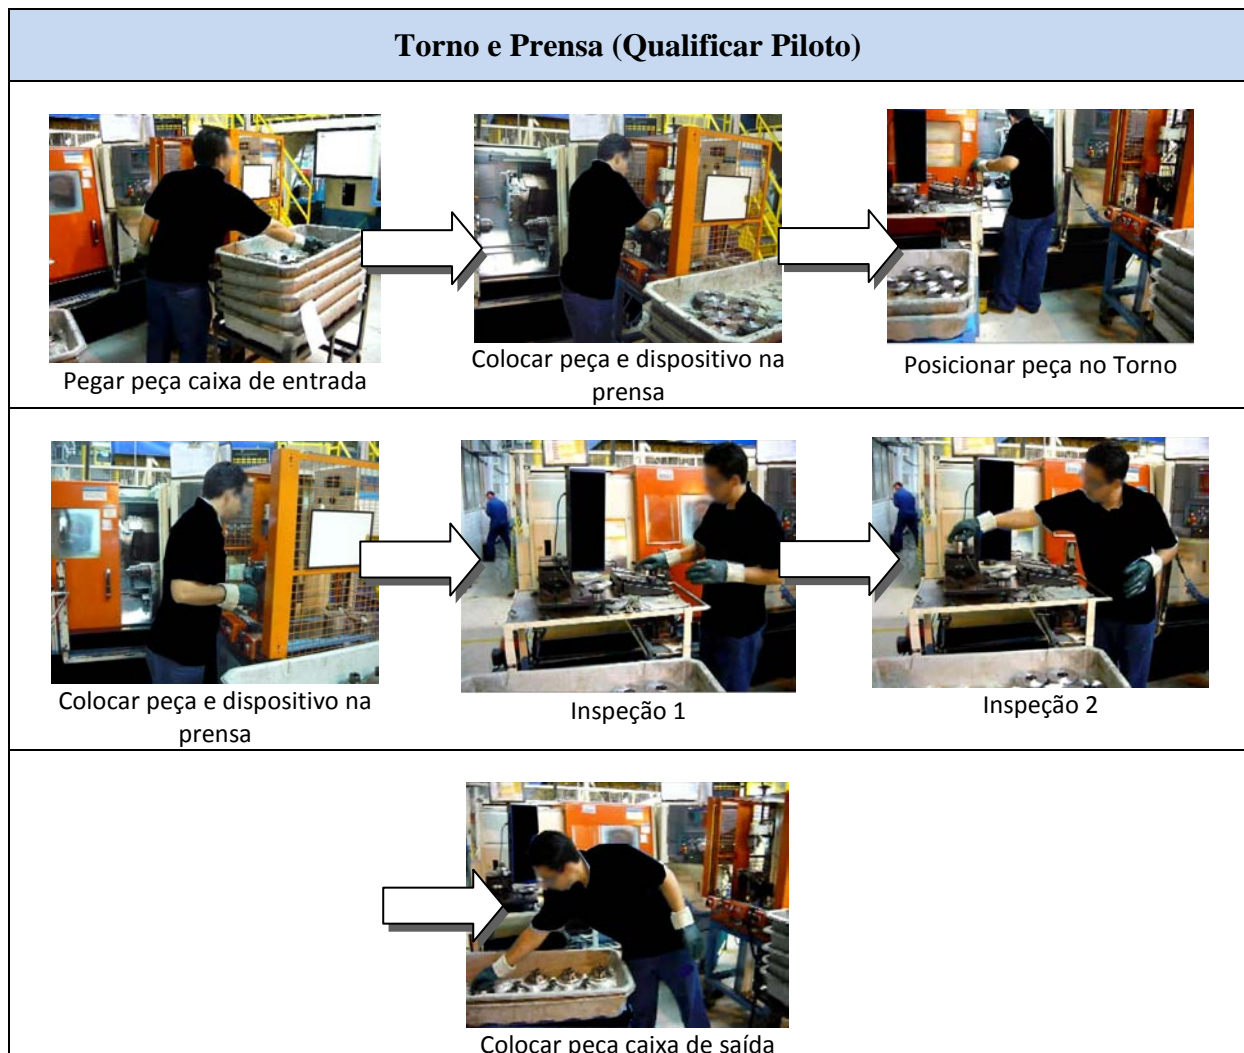 Torno e Prensa (Qualificar Piloto)
Pegar peça caixa de entrada
Colocar peça e dispositivo na
prensa
Posicionar peça no Torno
Colocar peça e dispositivo na
prensa
Inspeção 1
Inspeção 2
Colocar peça caixa de saída